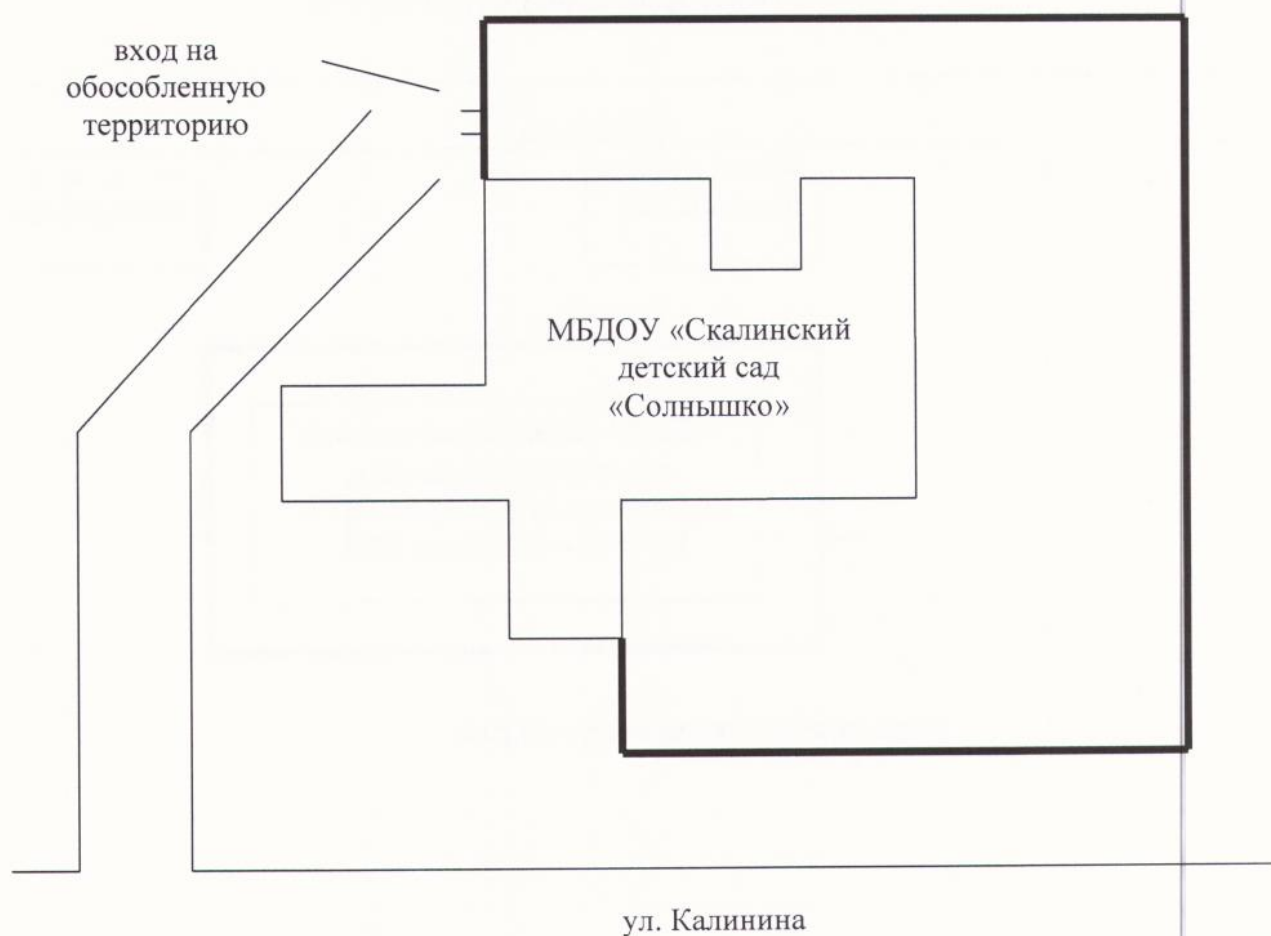 вход на
обособленную
территорию
МБДОУ «Скалинский
детский сад
«Солнышко»
ул. Калинина